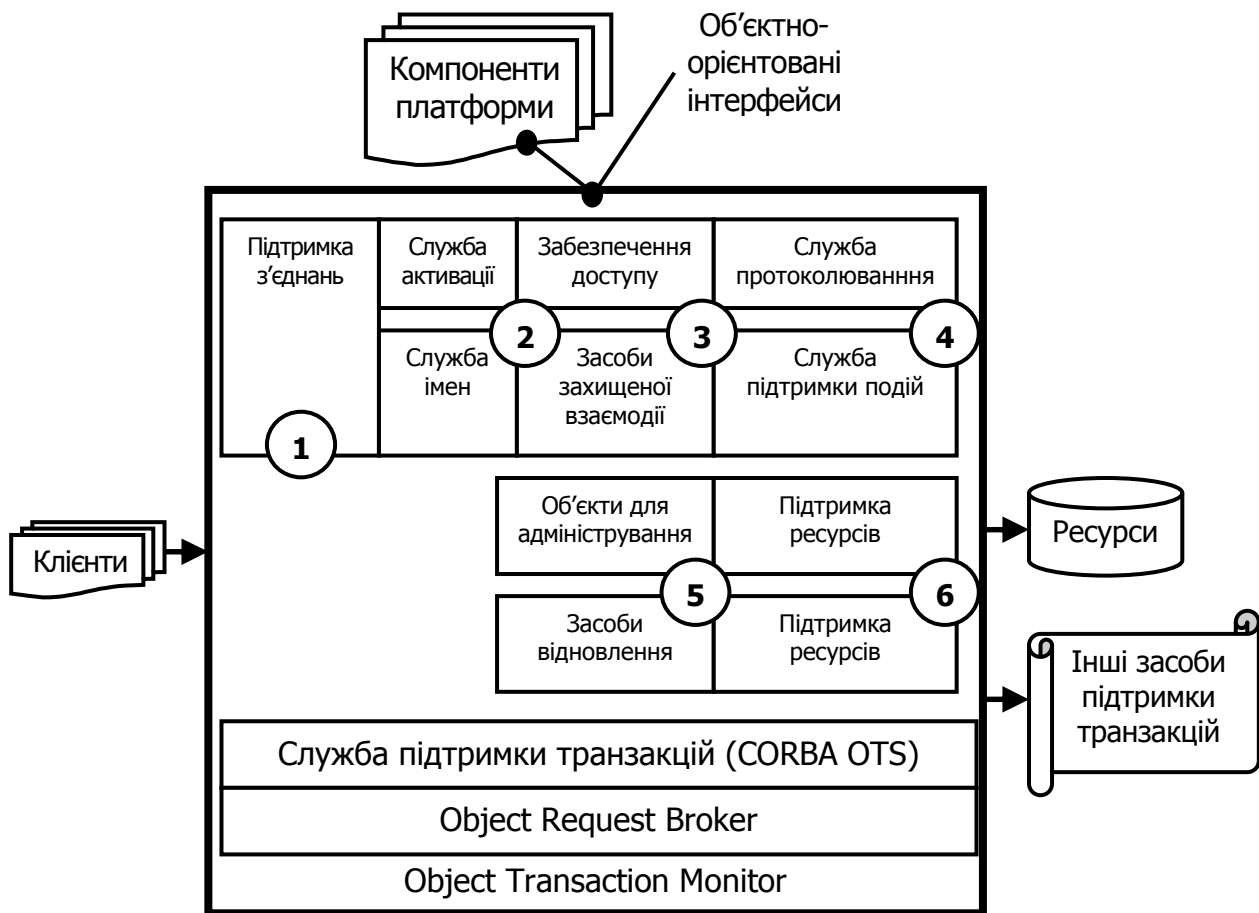 Компоненти
платформи
Об’єктно-
орієнтовані
інтерфейси
Підтримка
з’єднань
Служба
активації
Забезпечення
доступу
Служба
протоколюванння
2
3
4
Служба
імен
Засоби
захищеної
взаємодії
Служба
підтримки подій
1
Клієнти
Об’єкти для
адміністрування
Підтримка
ресурсів
5
6
Засоби
відновлення
Підтримка
ресурсів
Ресурси
Інші засоби
підтримки
транзакцій
Служба підтримки транзакцій (CORBA OTS)
Object Request Broker
Object Transaction Monitor